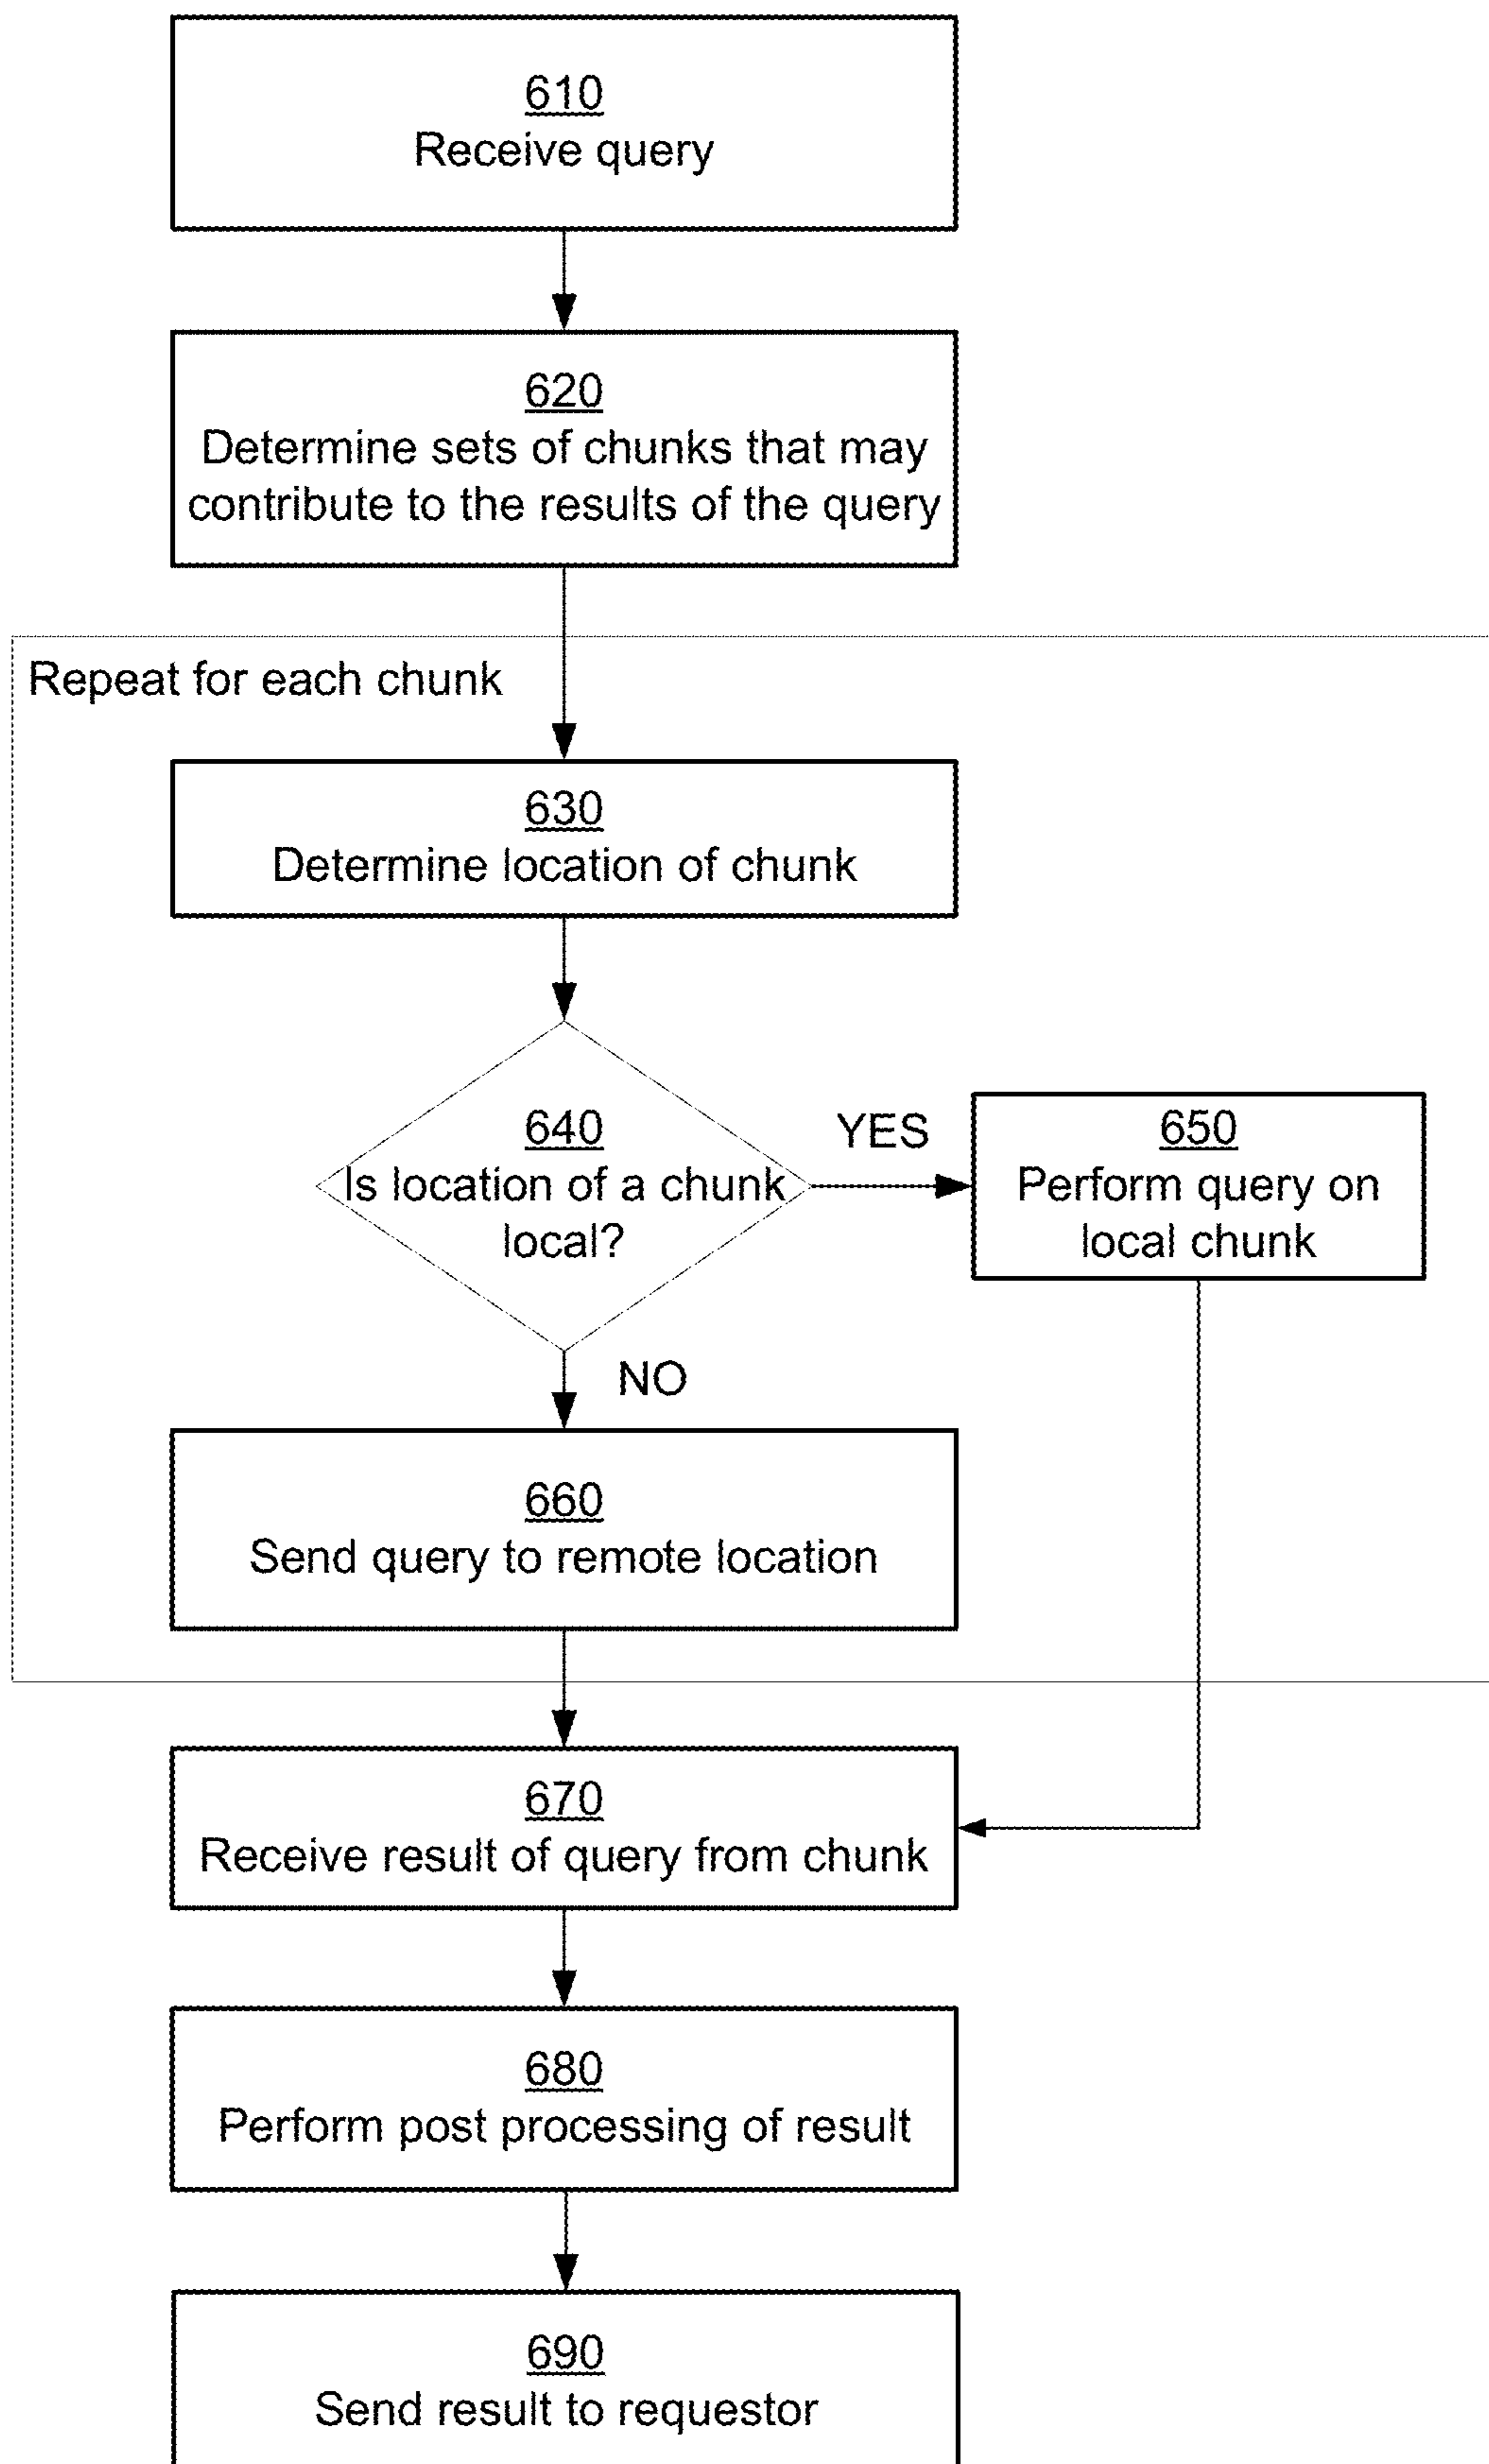 610
Receive query
620
Determine sets of chunks that may
contribute to the results of the query
Repeat for each chunk
630
Determine location of chunk
640
Is location of a chunk
local?
YES
650
Perform query on
local chunk
NO
660
Send query to remote location
670
Receive result of query from chunk
680
Perform post processing of result
690
Send result to requestor